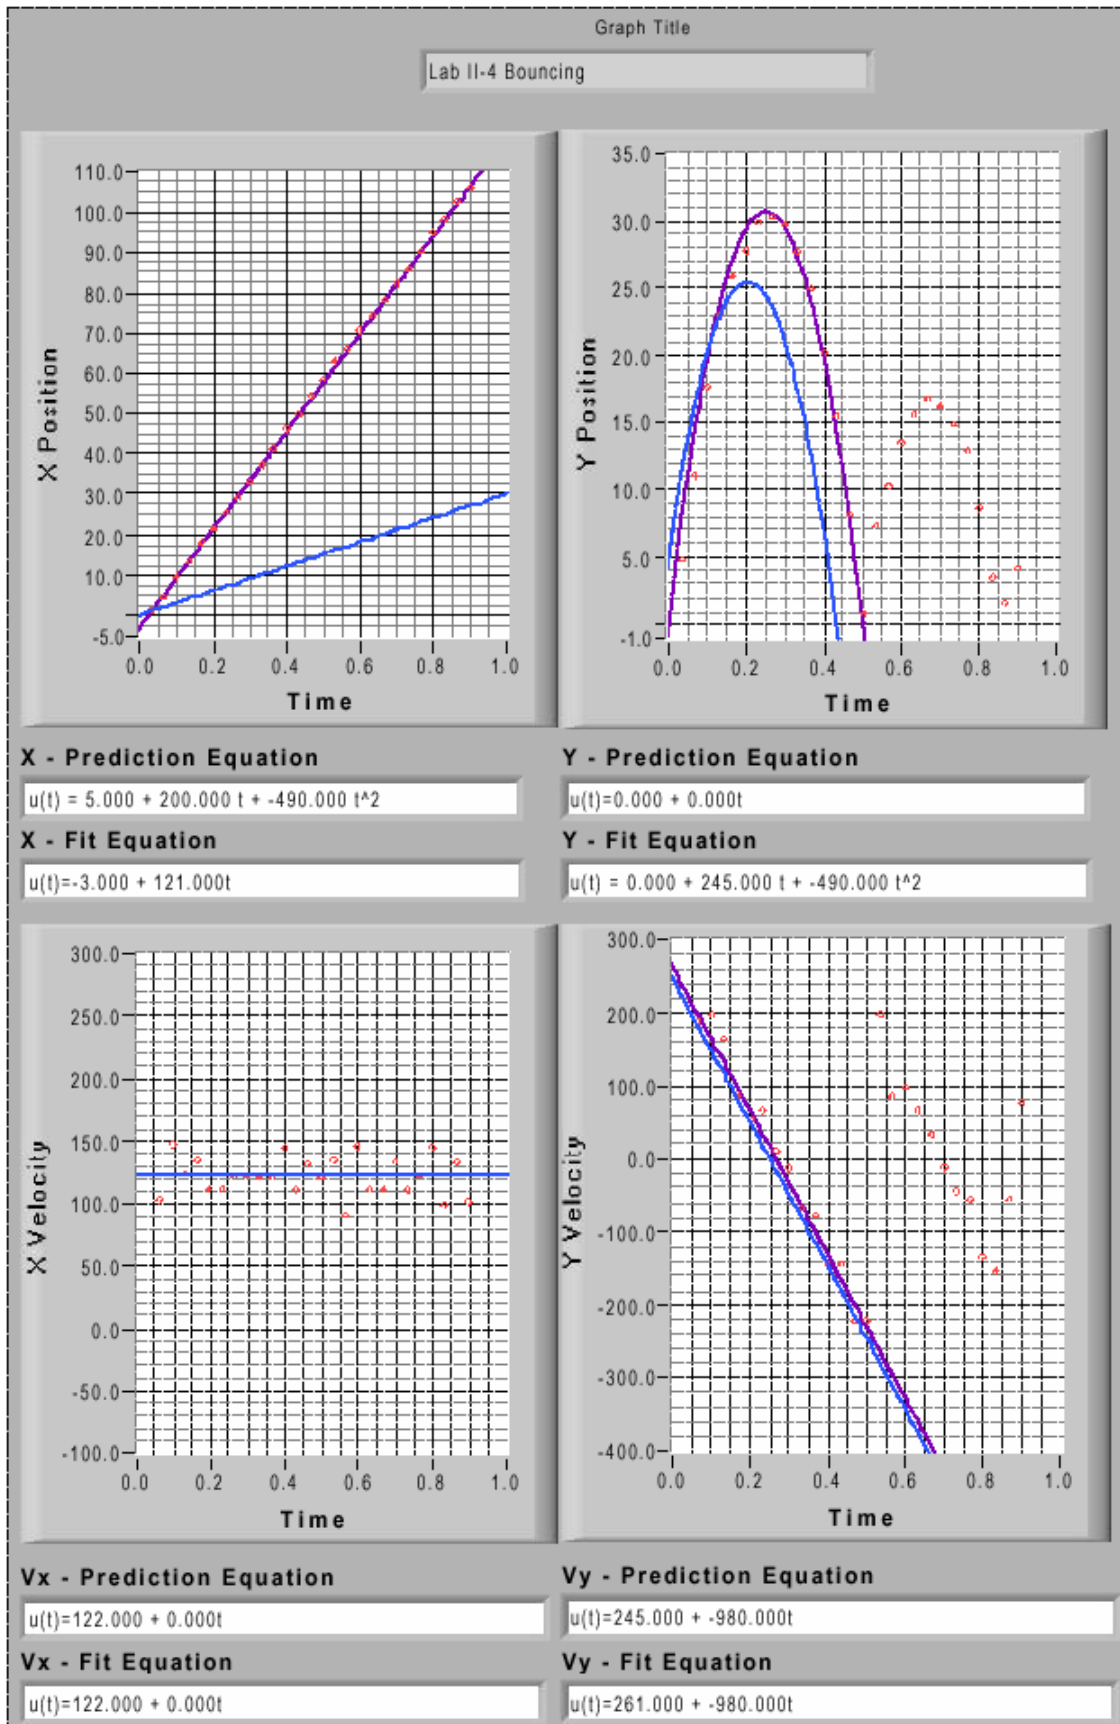 Graph Title
Lab II-4 Bouncing
110.0
100.0
90.0
80.0
70.0
60.0
50.0
40.0
30.0
20.0
10.0
-5.0
X Position
0.0 0.2 0.4 0.6 0.8 1.0
Time
35.0
30.0
25.0
20.0
15.0
10.0
5.0
-1.0
Y Position
0.0 0.2 0.4 0.6 0.8 1.0
Time
X - Prediction Equation
u(t) = 5.000 + 200.000 t + -490.000 t^2
Y - Prediction Equation
u(t)=0.000 + 0.000t
X - Fit Equation
u(t)=-3.000 + 121.000t
Y - Fit Equation
u(t) = 0.000 + 245.000 t + -490.000 t^2
300.0
250.0
200.0
150.0
100.0
50.0
0.0
-50.0
-100.0
X Velocity
0.0 0.2 0.4 0.6 0.8 1.0
Time
300.0
200.0
100.0
0.0
-100.0
-200.0
-300.0
-400.0
Y Velocity
0.0 0.2 0.4 0.6 0.8 1.0
Time
Vx - Prediction Equation
u(t)=122.000 + 0.000t
Vy - Prediction Equation
u(t)=245.000 + -980.000t
Vx - Fit Equation
u(t)=122.000 + 0.000t
Vy - Fit Equation
u(t)=261.000 + -980.000t